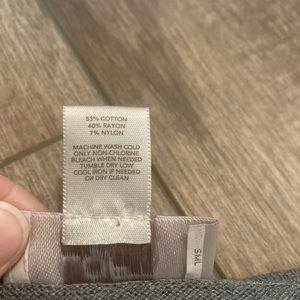 53% COTTON
40% RAYON
7% NYLON
MACHINE WASH COLD
ONLY NON-CHLORINE
BLEACH WHEN NEEDED
TUMBLE DRY LOW
COOL IRON IF NEEDED
OR DRY CLEAN
SML